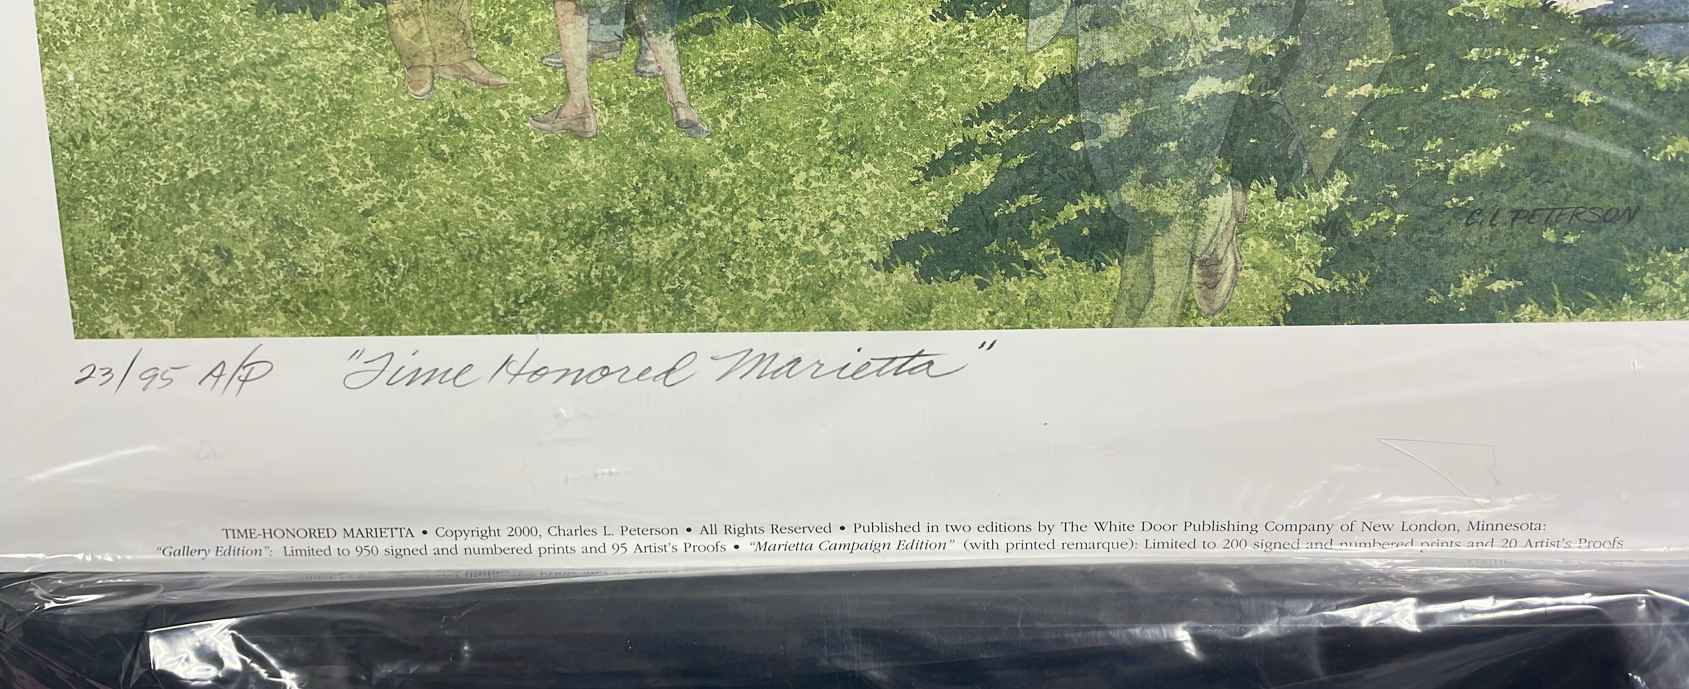 C. L. PETERSON
23/95 A/P "Time Honored Marietta"
TIME-HONORED MARIETTA • Copyright 2000, Charles L. Peterson • All Rights Reserved • Published in two editions by The White Door Publishing Company of New London, Minnesota:
"Gallery Edition": Limited to 950 signed and numbered prints and 95 Artist's Proofs • "Marietta Campaign Edition" (with printed remarque): Limited to 200 signed and numbered prints and 20 Artist's Proofs